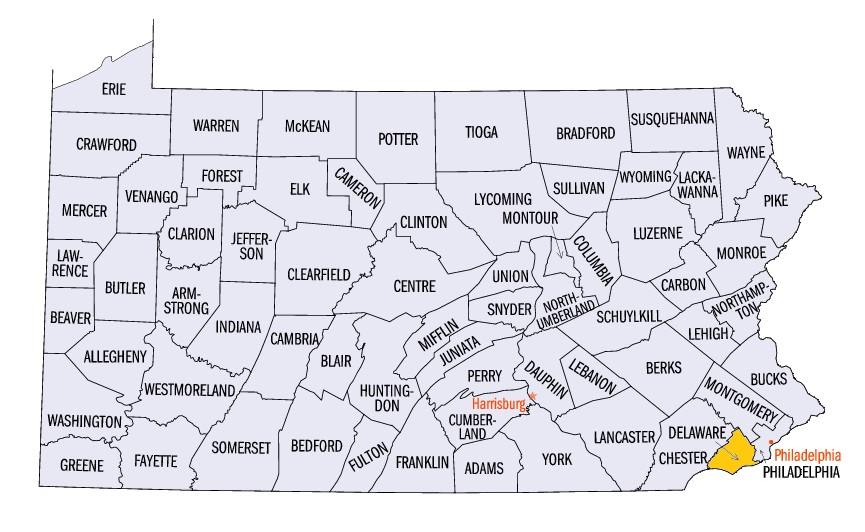 ERIE
CRAWFORD
WARREN
McKEAN
POTTER
TIOGA
BRADFORD
SUSQUEHANNA
WAYNE
MERCER
VENANGO
FOREST
ELK
CAMERON
CLINTON
LYCOMING
MONTOUR
SULLIVAN
WYOMING
LACKA-
WANNA
PIKE
LAW-
RENCE
BUTLER
CLARION
JEFFER-
SON
CLEARFIELD
CENTRE
UNION
COLUMBIA
LUZERNE
MONROE
BEAVER
ARM-
STRONG
INDIANA
CAMBRIA
BLAIR
MIFFLIN
JUNIATA
SNYDER
NORTH-
UMBERLAND
SCHUYLKILL
CARBON
NORTHAMP-
TON
LEHIGH
ALLEGHENY
WESTMORELAND
HUNTING-
DON
PERRY
DAUPHIN
LEBANON
BERKS
MONTGOMERY
BUCKS
Harrisburg
WASHINGTON
GREENE
FAYETTE
SOMERSET
BEDFORD
FULTON
FRANKLIN
CUMBER-
LAND
ADAMS
YORK
LANCASTER
DELAWARE
CHESTER
Philadelphia
PHILADELPHIA